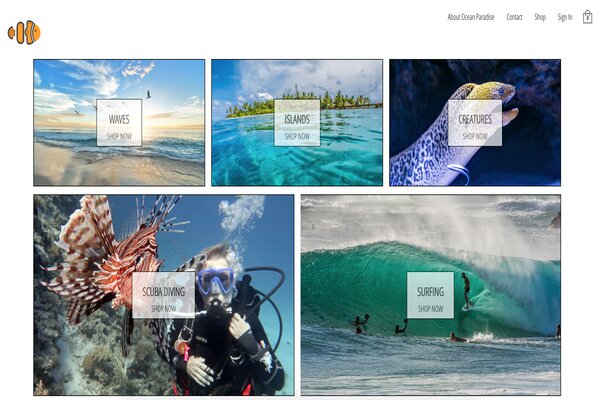 About Ocean Paradise Contact Shop Sign In
WAVES
SHOP NOW
ISLANDS
SHOP NOW
CREATURES
SHOP NOW
SCUBA DIVING
SHOP NOW
SURFING
SHOP NOW